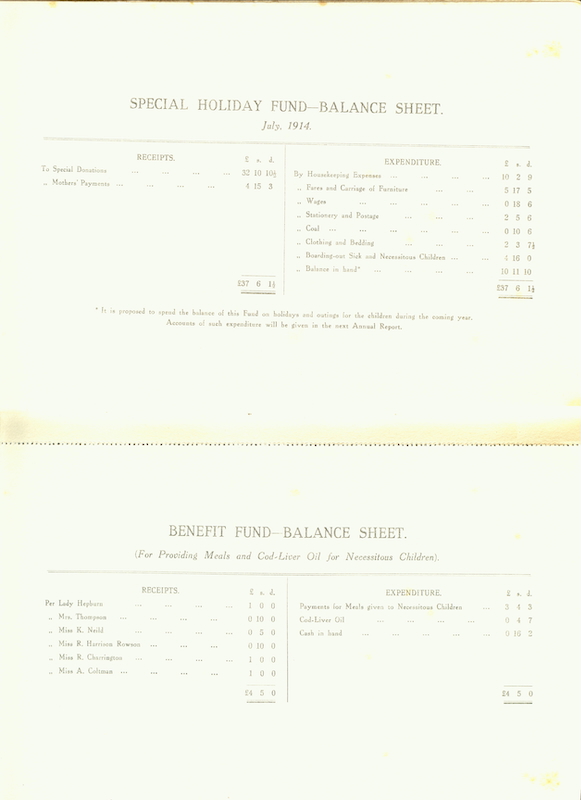 SPECIAL HOLIDAY FUND—BALANCE SHEET.
July, 1914.
RECEIPTS.
£ s. d.
To Special Donations ... ... ... ... 32 10 10½
„ Mothers' Payments ... ... ... ... 4 15 3
£37 6 1½
EXPENDITURE.
£ s. d.
By Housekeeping Expenses ... ... ... ... 10 2 9
„ Fares and Carriage of Furniture ... ... 5 17 5
„ Wages ... ... ... ... 0 18 6
„ Stationery and Postage ... ... ... 2 5 6
„ Coal ... ... ... ... ... ... 0 10 6
„ Clothing and Bedding ... ... ... 2 3 7½
„ Boarding-out Sick and Necessitous Children ... ... 4 16 0
„ Balance in hand* ... ... ... ... 10 11 10
£37 6 1½
* It is proposed to spend the balance of this Fund on holidays and outings for the children during the coming year.
Accounts of such expenditure will be given in the next Annual Report.
BENEFIT FUND—BALANCE SHEET.
(For Providing Meals and Cod-Liver Oil for Necessitous Children).
RECEIPTS.
£ s. d.
Per Lady Hepburn ... ... ... ... 1 0 0
„ Mrs. Thompson ... ... ... ... 0 10 0
„ Miss K. Neild ... ... ... ... 0 5 0
„ Miss R. Harrison Rowson ... ... ... 0 10 0
„ Miss R. Charrington ... ... ... ... 1 0 0
„ Miss A. Coltman ... ... ... ... 1 0 0
£4 5 0
EXPENDITURE.
£ s. d.
Payments for Meals given to Necessitous Children ... 3 4 3
Cod-Liver Oil ... ... ... ... 0 4 7
Cash in hand ... ... ... ... ... 0 16 2
£4 5 0